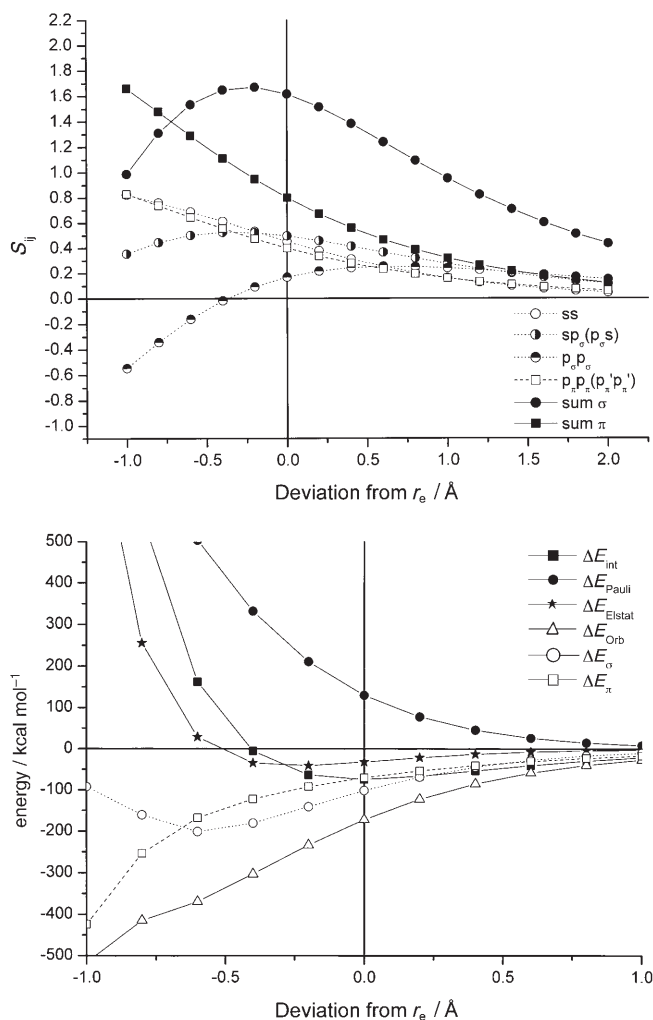 2.2
2.0
1.8
1.6
1.4
1.2
1.0
0.8
0.6
0.4
0.2
0.0
-0.2
-0.4
-0.6
-0.8
-1.0
S_ij
ss
sp_σ(p_σs)
p_σp_σ
p_πp_π(p_π'p_π')
sum σ
sum π
-1.0 -0.5 0.0 0.5 1.0 1.5 2.0
Deviation from r_e / Å
500
400
300
200
100
0
-100
-200
-300
-400
-500
energy / kcal mol⁻¹
ΔE_int
ΔE_Pauli
ΔE_Elstat
ΔE_Orb
ΔE_σ
ΔE_π
-1.0 -0.5 0.0 0.5 1.0
Deviation from r_e / Å